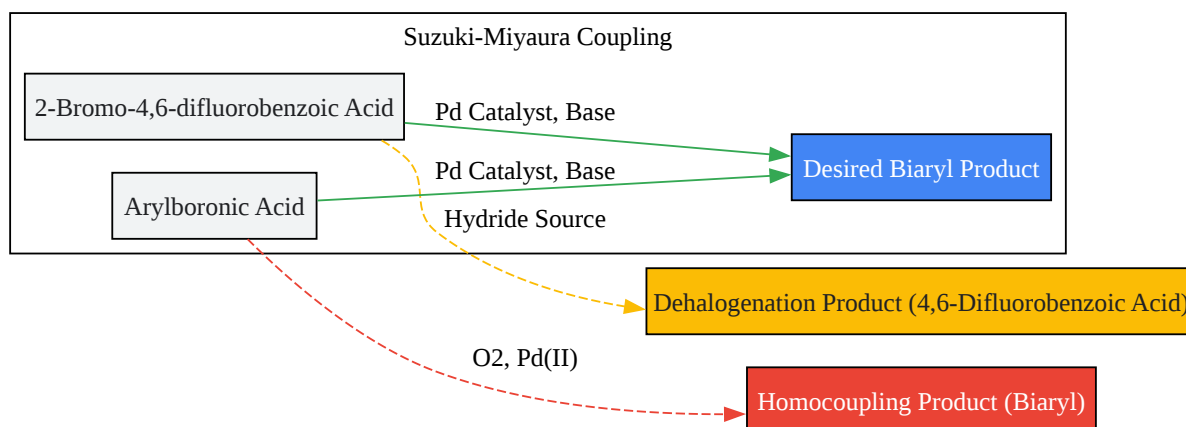 Suzuki-Miyaura Coupling
2-Bromo-4,6-difluorobenzoic Acid
Pd Catalyst, Base
Desired Biaryl Product
Pd Catalyst, Base
Arylboronic Acid
Hydride Source
Dehalogenation Product (4,6-Difluorobenzoic Acid)
O2, Pd(II)
Homocoupling Product (Biaryl)